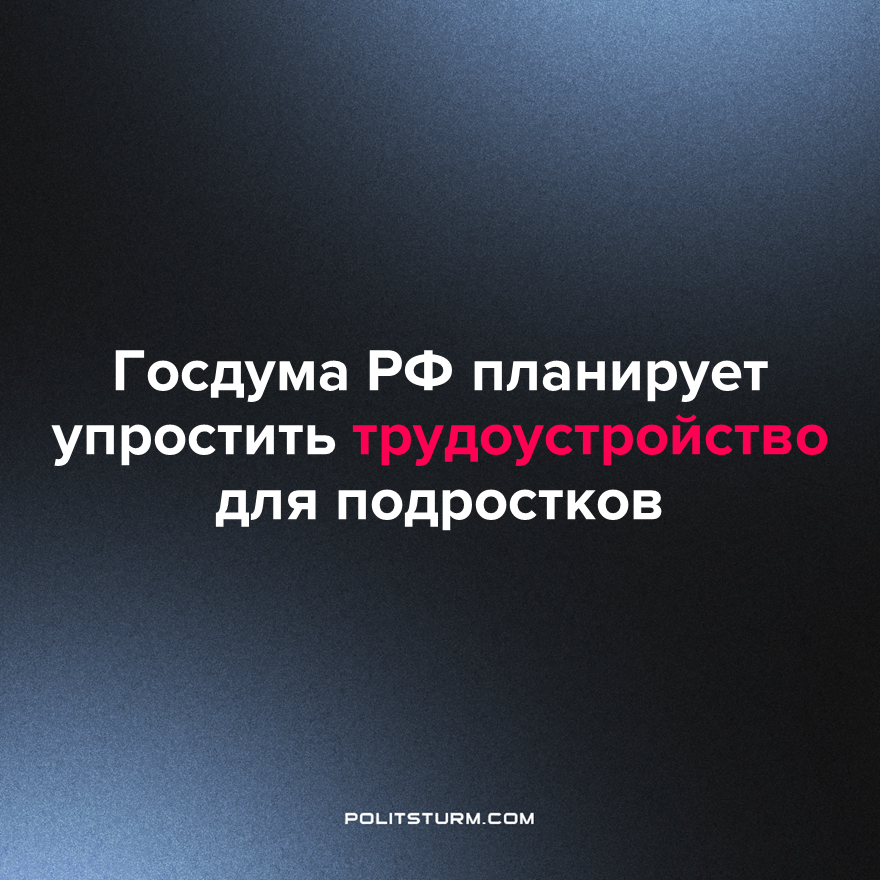 Госдума РФ планирует
упростить трудоустройство
для подростков
POLITSTURM.COM